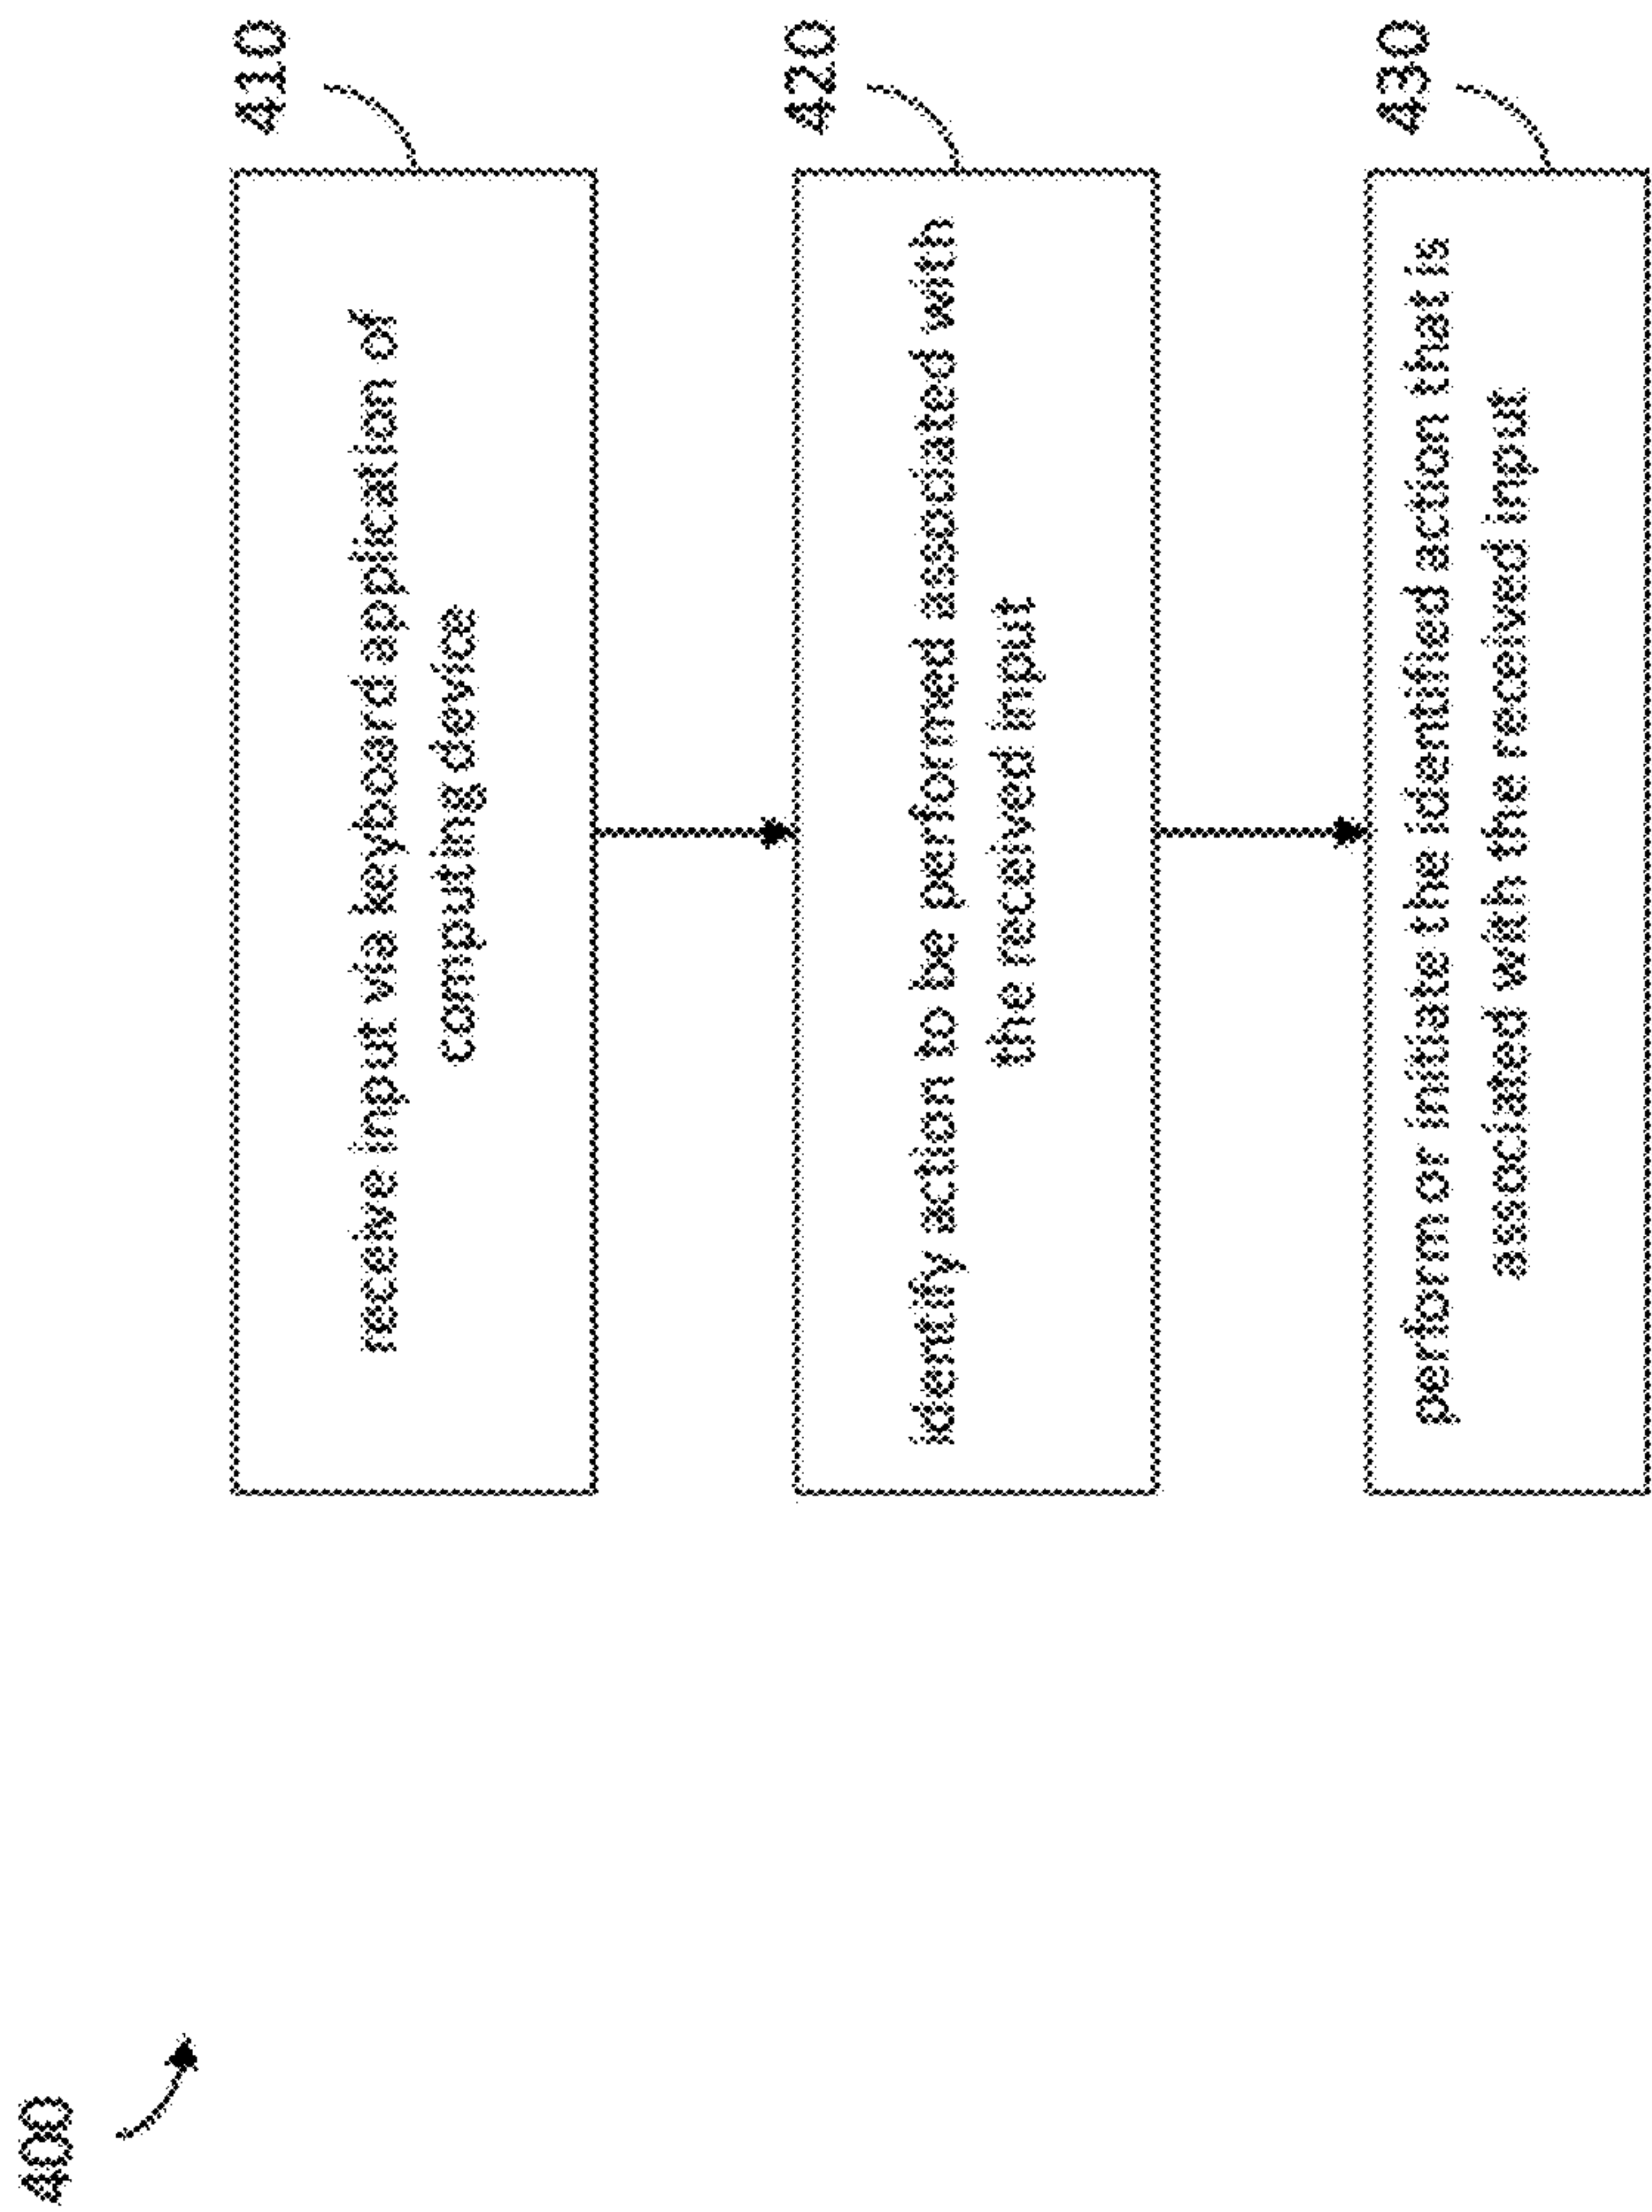 400
410
receive input via keyboard application of
computing device
420
identify action to be performed associated with
the received input
430
perform or initiate the identified action that is
associated with the received input